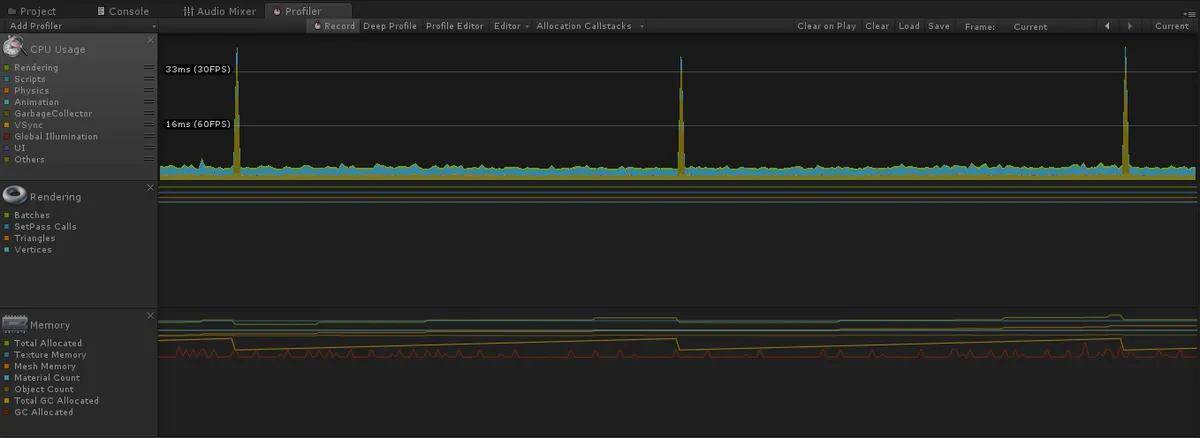 Project Console Audio Mixer Profiler
Add Profiler Record Deep Profile Profile Editor Editor Allocation Callstacks Clear on Play Clear Load Save Frame: Current Current
CPU Usage
Rendering
Scripts
Physics
Animation
GarbageCollector
VSync
Global Illumination
UI
Others
33ms (30FPS)
16ms (60FPS)
Rendering
Batches
SetPass Calls
Triangles
Vertices
Memory
Total Allocated
Texture Memory
Mesh Memory
Material Count
Object Count
Total GC Allocated
GC Allocated